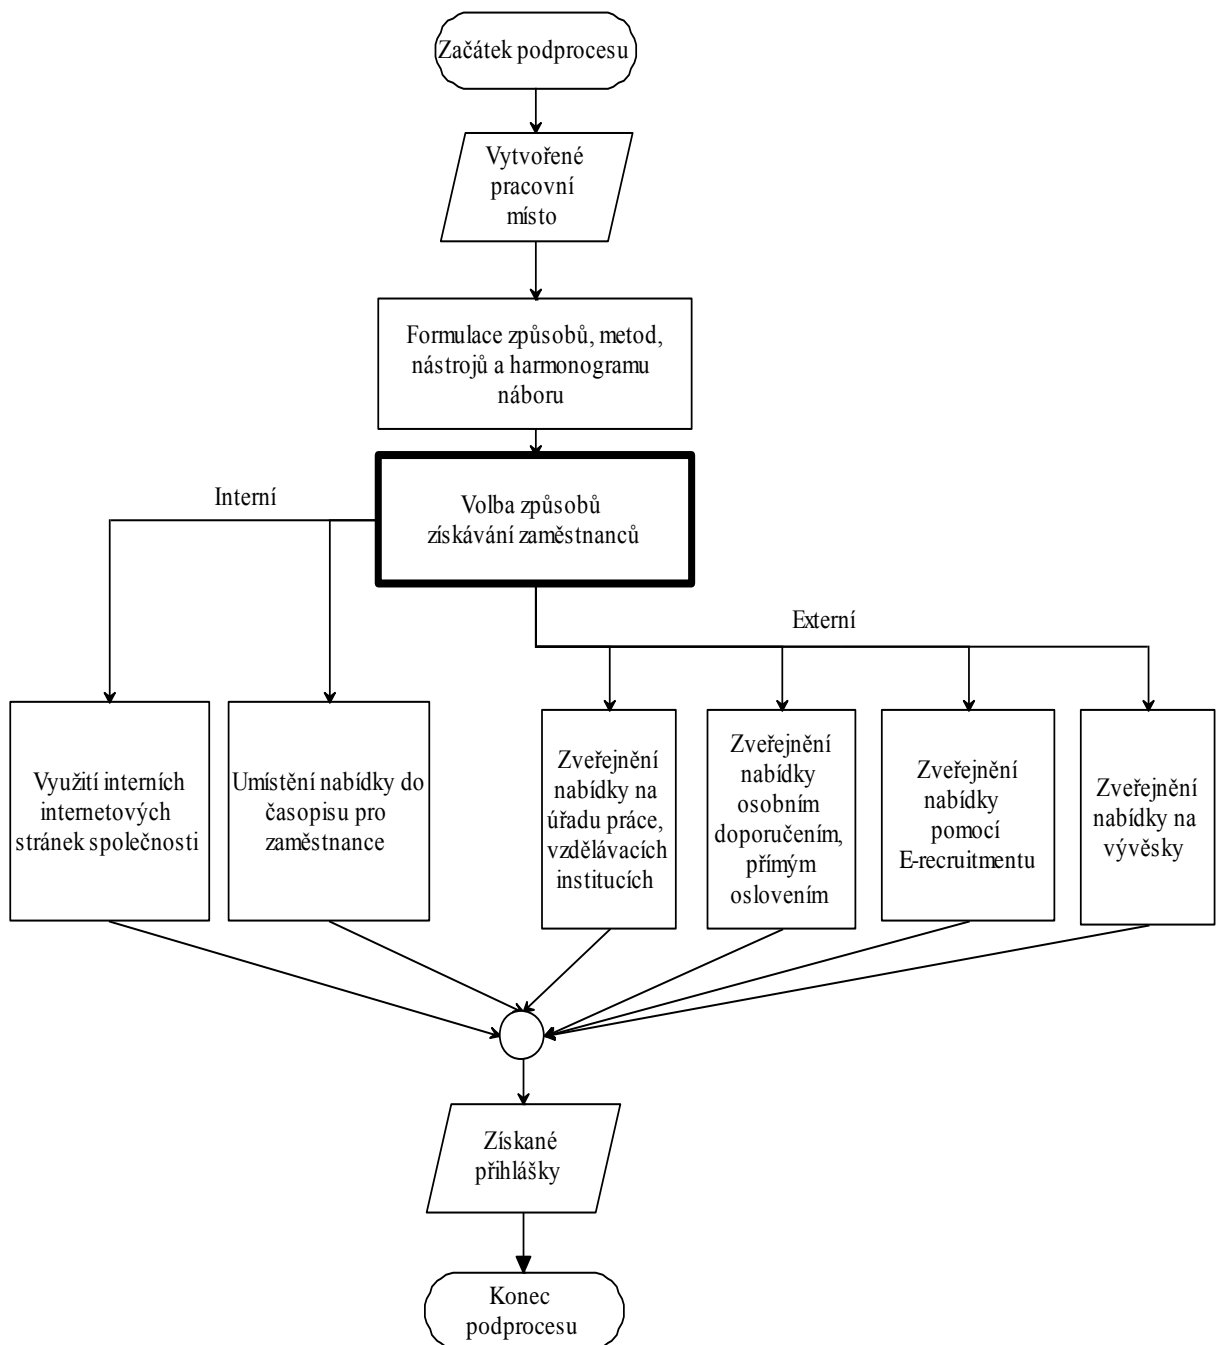 Začátek podprocesu
Vytvořené
pracovní
místo
Formulace způsobů, metod,
nástrojů a harmonogramu
náboru
Volba způsobů
získávání zaměstnanců
Interní
Externí
Využití interních
internetových
stránek společnosti
Umístění nabídky do
časopisu pro
zaměstnance
Zveřejnění
nabídky na
úřadu práce,
vzdělávacích
institucích
Zveřejnění
nabídky
osobním
doporučením,
přímým
oslovením
Zveřejnění
nabídky
pomocí
E-recruitmentu
Zveřejnění
nabídky na
vývěsky
Získané
přihlášky
Konec
podprocesu